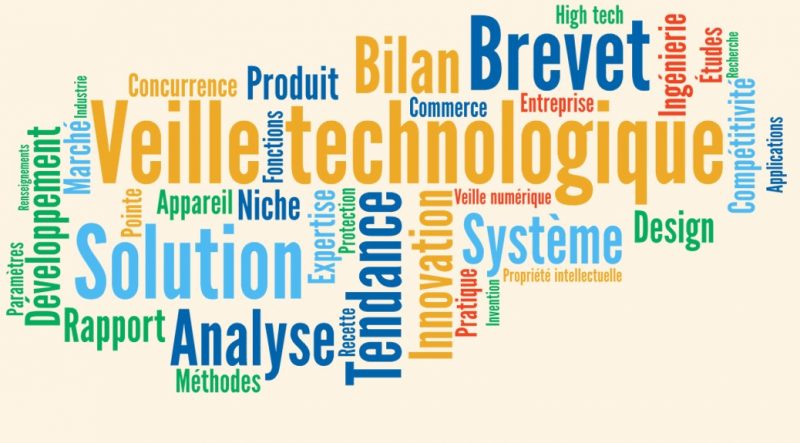 High tech
Brevet
Bilan
Ingénierie
Études
Recherche
Concurrence
Produit
Commerce
Entreprise
Industrie
Marché
Veille technologique
Fonctions
Compétitivité
Applications
Renseignements
Développement
Pointe
Appareil
Niche
Expertise
Protection
Tendance
Innovation
Veille numérique
Système
Design
Paramètres
Solution
Propriété intellectuelle
Pratique
Invention
Rapport
Analyse
Recette
Méthodes